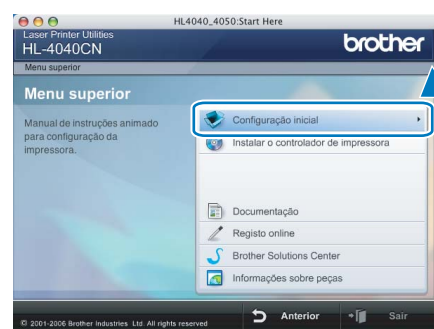 HL4040_4050:Start Here
Laser Printer Utilities
HL-4040CN
brother
Menu superior
Menu superior
Manual de instruções animado
para configuração da
impressora.
Configuração inicial
Instalar o controlador de impressora
Documentação
Registo online
Brother Solutions Center
Informações sobre peças
© 2001-2006 Brother Industries Ltd. All rights reserved
Anterior
Sair